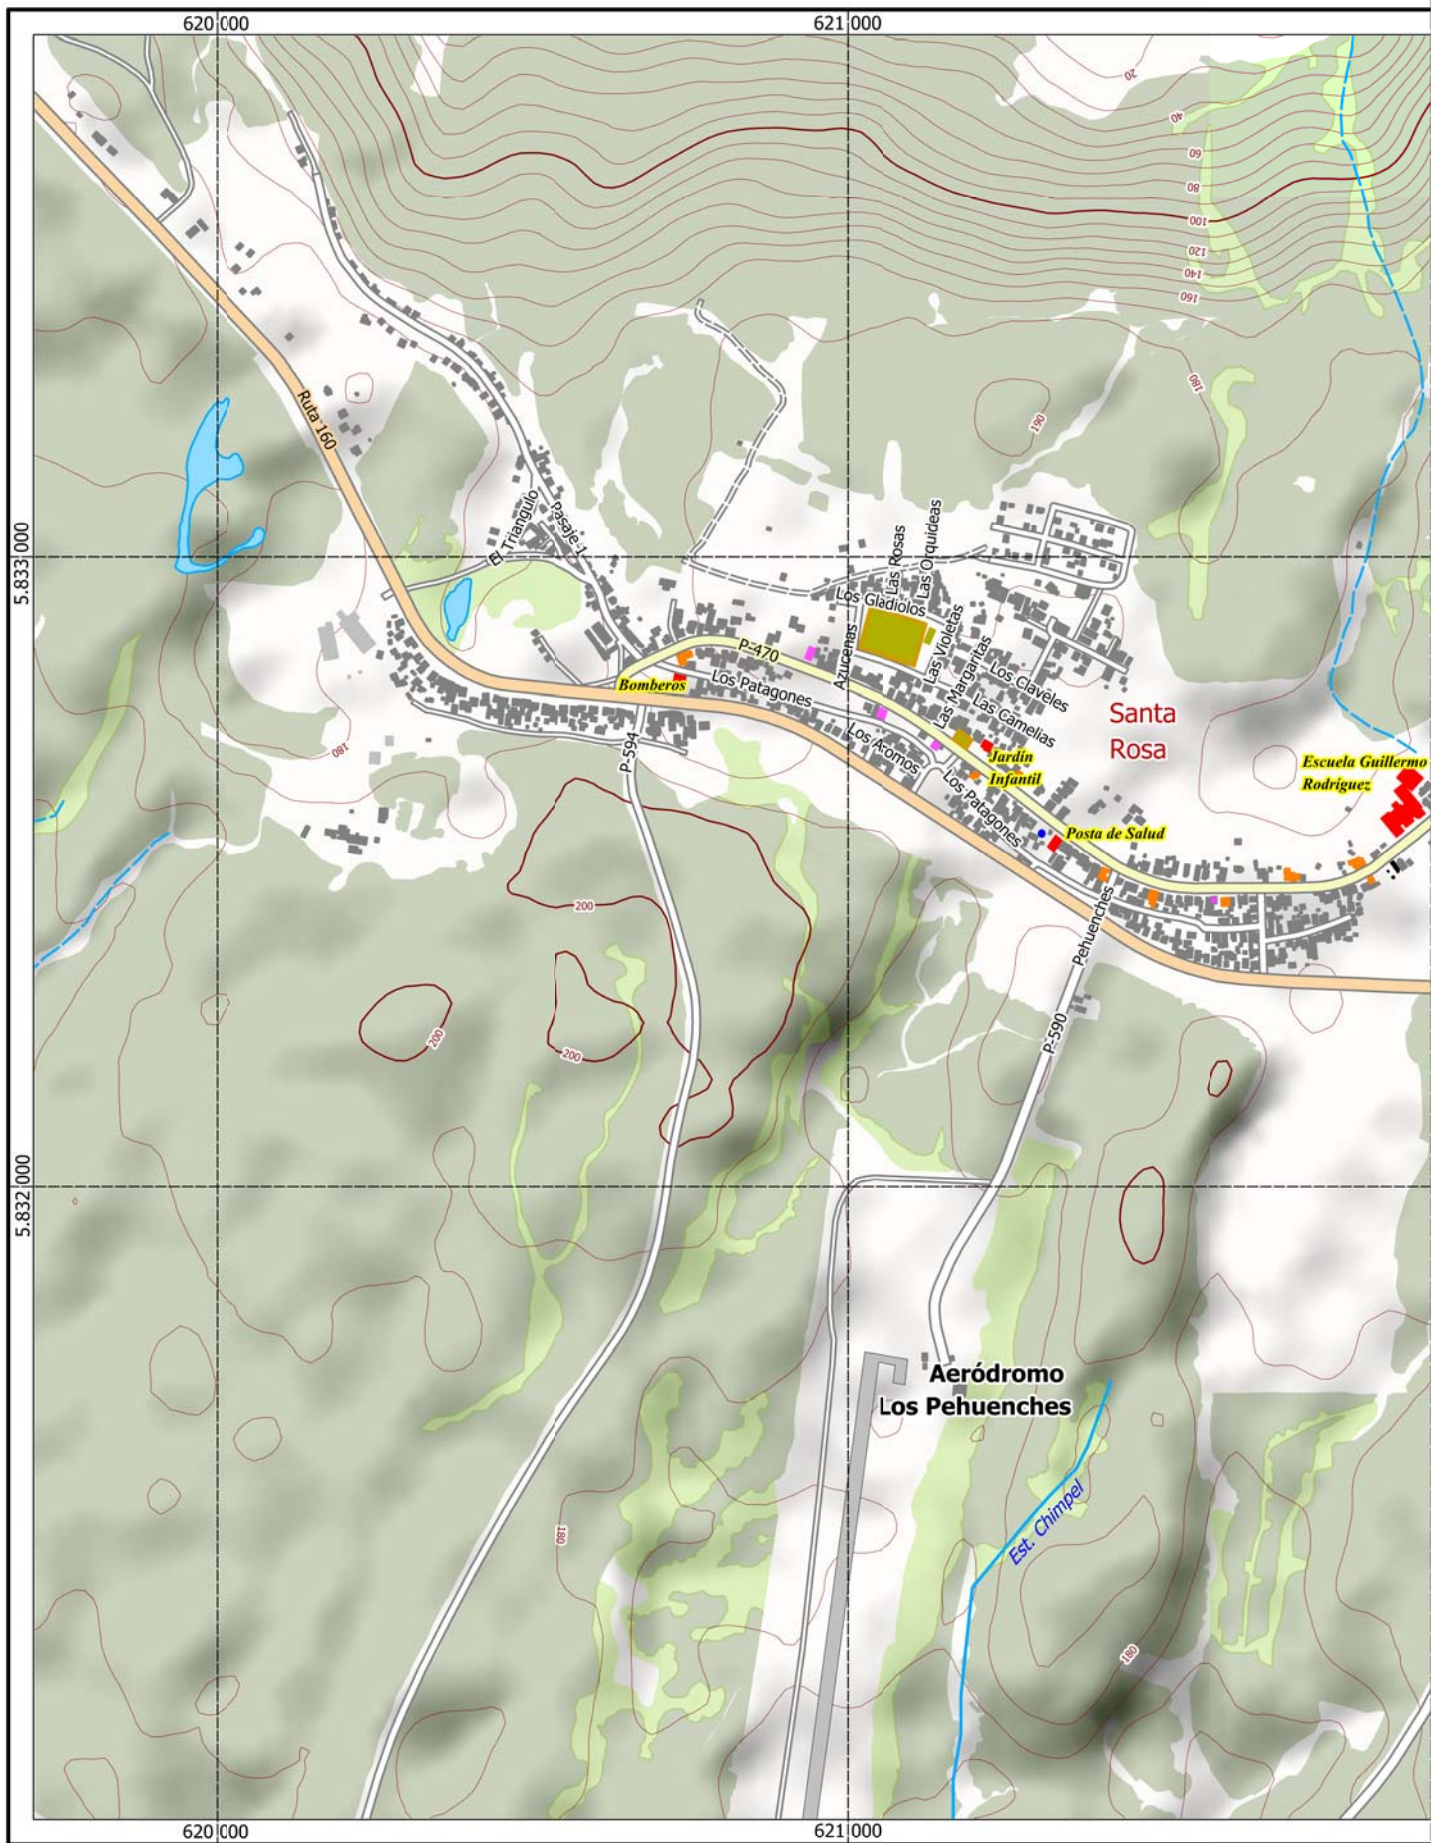 620 000
621 000
20
40
60
80
100
120
140
160
180
190
Ruta 160
5.833 000
El Triangulo
Pasaje 1
Las Rosas
Las Orquideas
Los Gladiolos
Azucenas
Las Violetas
Las Margaritas
Los Claveles
Las Camelias
P-470
Bomberos
Los Patagones
Los Aromos
Santa
Rosa
180
P-594
Jardín
Infantil
Escuela Guillermo
Rodríguez
Los Patagones
Posta de Salud
200
Pehuenches
200
200
P-590
5.832 000
Aeródromo
Los Pehuenches
180
Est. Chimpel
180
620 000
621 000